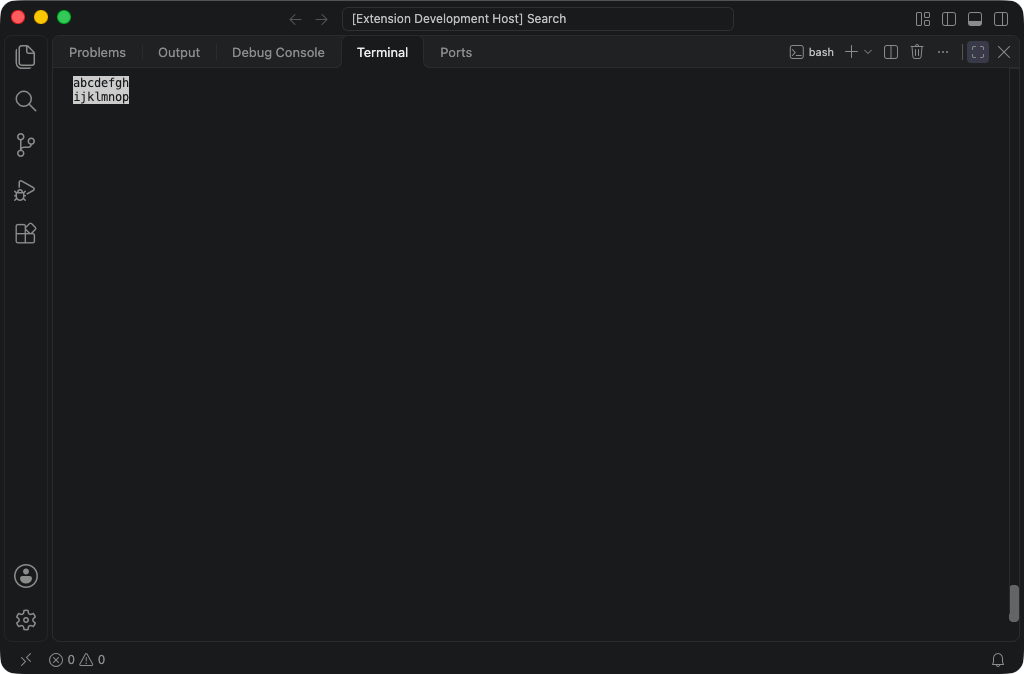 [Extension Development Host] Search
Problems Output Debug Console Terminal Ports bash
abcdefgh
ijklmnop
0 0